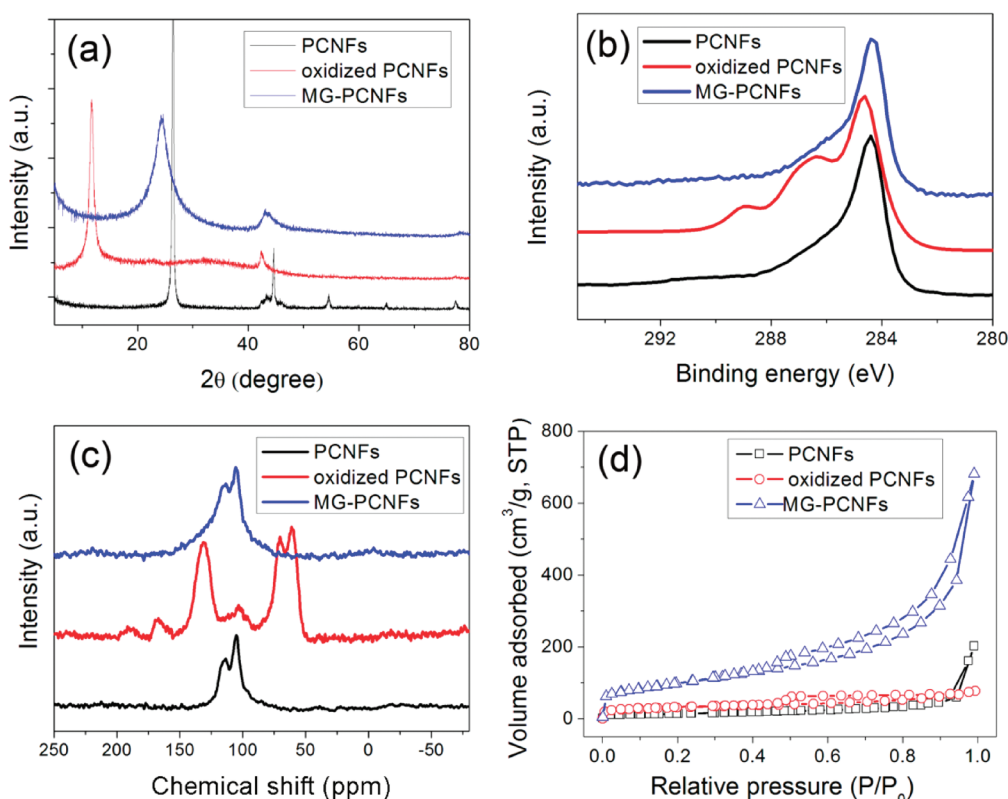 (a)
PCNFs
oxidized PCNFs
MG-PCNFs
Intensity (a.u.)
20
40
60
80
2θ (degree)
(b)
PCNFs
oxidized PCNFs
MG-PCNFs
Intensity (a.u.)
292
288
284
280
Binding energy (eV)
(c)
PCNFs
oxidized PCNFs
MG-PCNFs
Intensity (a.u.)
250
200
150
100
50
0
-50
Chemical shift (ppm)
(d)
PCNFs
oxidized PCNFs
MG-PCNFs
Volume adsorbed (cm³/g, STP)
800
600
400
200
0
0.0
0.2
0.4
0.6
0.8
1.0
Relative pressure (P/P₀)